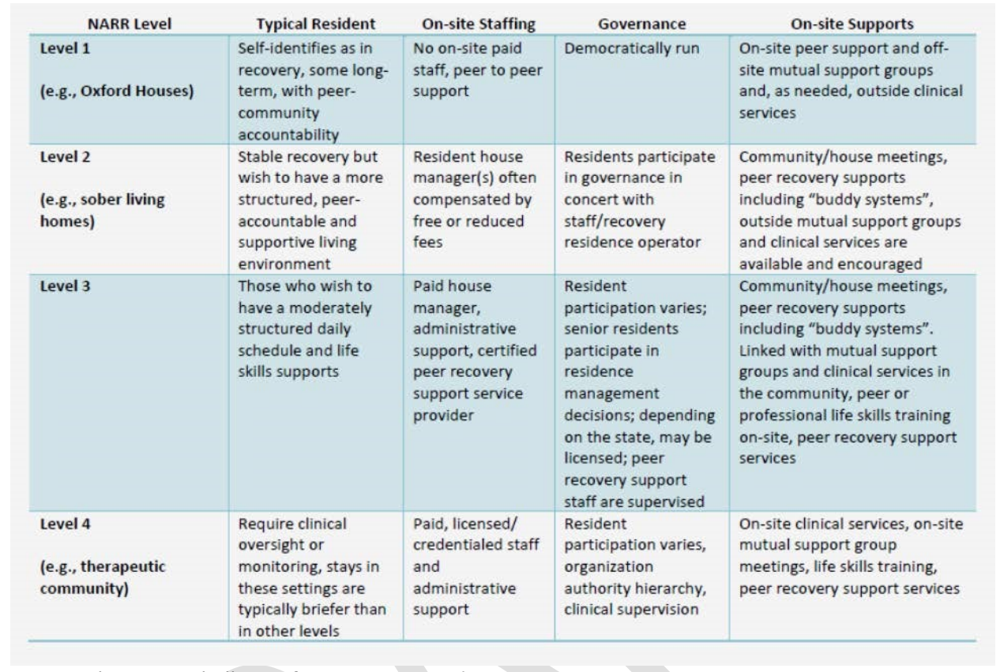 NARR Level Typical Resident On-site Staffing Governance On-site Supports
Level 1
(e.g., Oxford Houses)
Self-identifies as in
recovery, some long-
term, with peer-
community
accountability
No on-site paid
staff, peer to peer
support
Democratically run
On-site peer support and off-
site mutual support groups
and, as needed, outside clinical
services
Level 2
(e.g., sober living
homes)
Stable recovery but
wish to have a more
structured, peer-
accountable and
supportive living
environment
Resident house
manager(s) often
compensated by
free or reduced
fees
Residents participate
in governance in
concert with
staff/recovery
residence operator
Community/house meetings,
peer recovery supports
including “buddy systems”,
outside mutual support groups
and clinical services are
available and encouraged
Level 3
Those who wish to
have a moderately
structured daily
schedule and life
skills supports
Paid house
manager,
administrative
support, certified
peer recovery
support service
provider
Resident
participation varies;
senior residents
participate in
residence
management
decisions; depending
on the state, may be
licensed; peer
recovery support
staff are supervised
Community/house meetings,
peer recovery supports
including “buddy systems”.
Linked with mutual support
groups and clinical services in
the community, peer or
professional life skills training
on-site, peer recovery support
services
Level 4
(e.g., therapeutic
community)
Require clinical
oversight or
monitoring, stays in
these settings are
typically briefer than
in other levels
Paid, licensed/
credentialed staff
and
administrative
support
Resident
participation varies,
organization
authority hierarchy,
clinical supervision
On-site clinical services, on-site
mutual support group
meetings, life skills training,
peer recovery support services